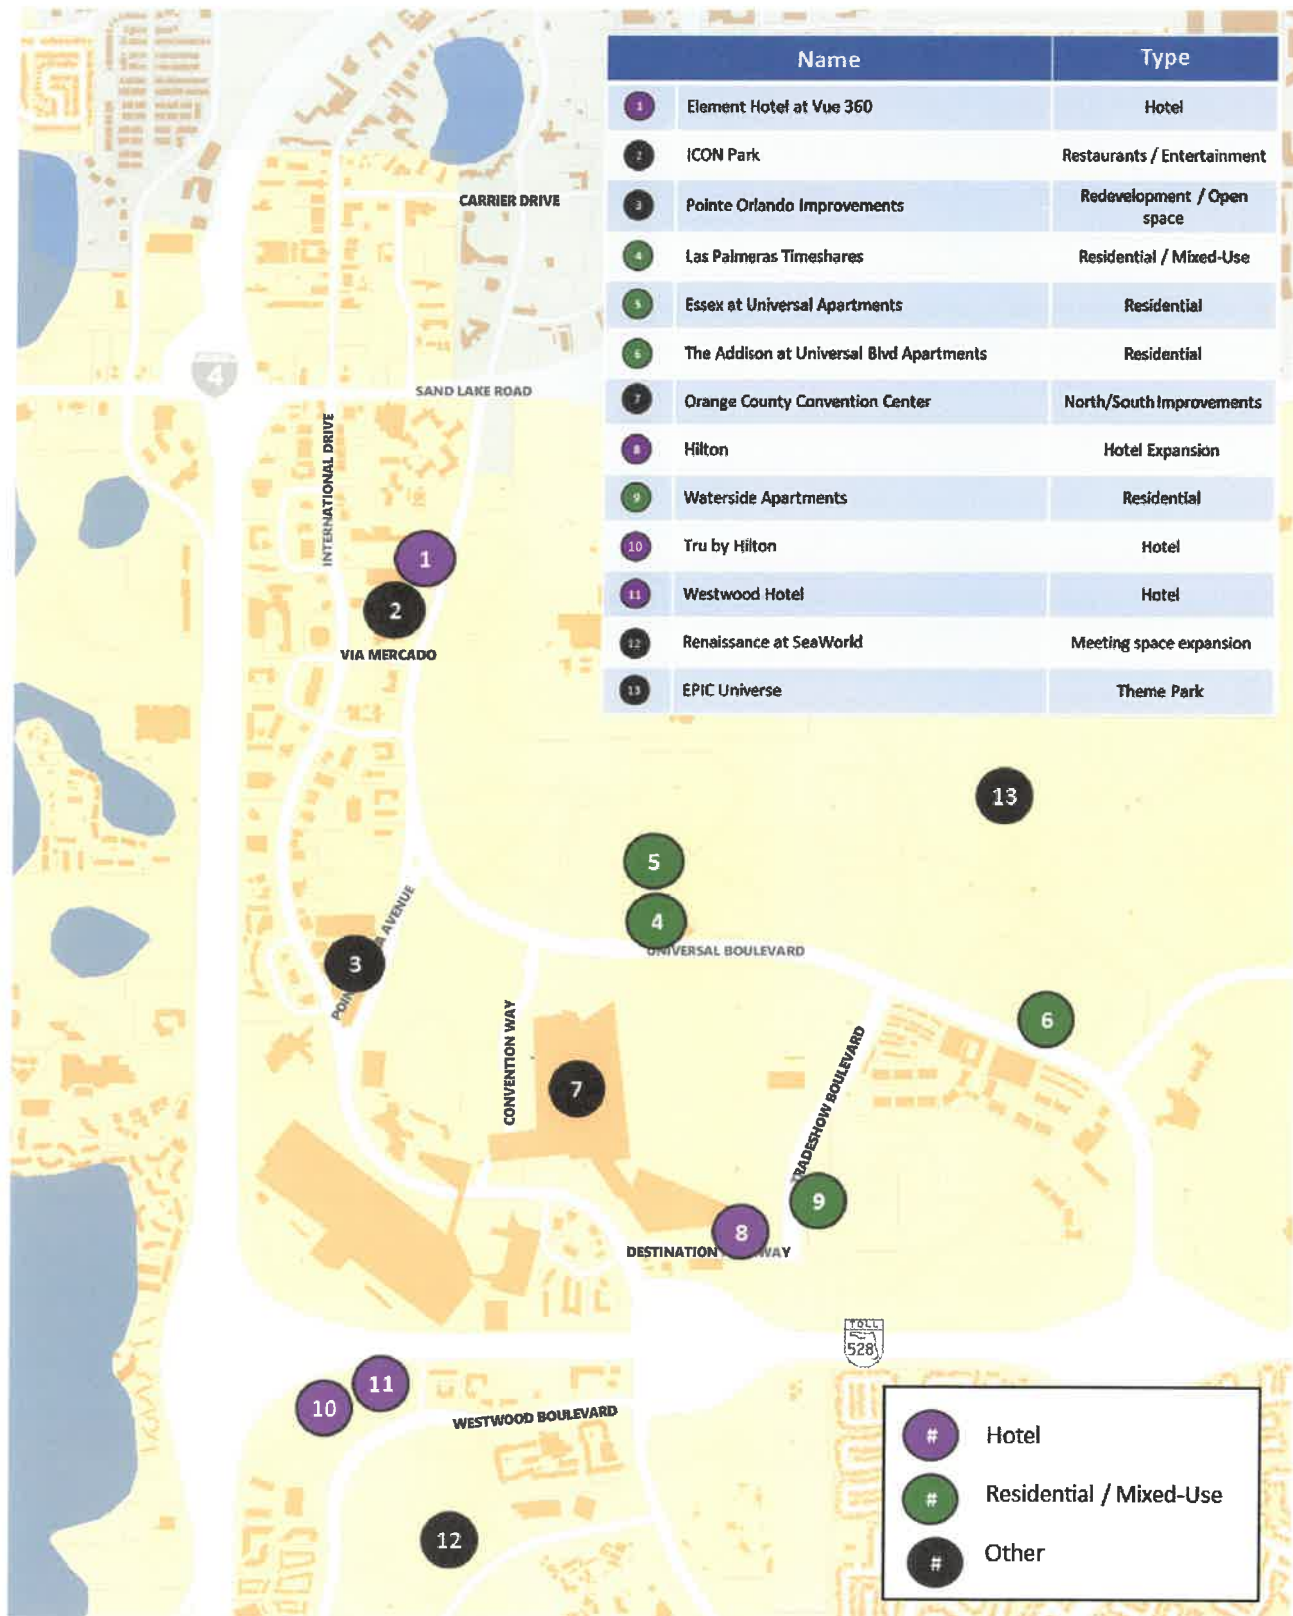 Name Type
1 Element Hotel at Vue 360 Hotel
2 ICON Park Restaurants / Entertainment
3 Pointe Orlando Improvements Redevelopment / Open
space
4 Las Palmeras Timeshares Residential / Mixed-Use
5 Essex at Universal Apartments Residential
6 The Addison at Universal Blvd Apartments Residential
7 Orange County Convention Center North/South Improvements
8 Hilton Hotel Expansion
9 Waterside Apartments Residential
10 Tru by Hilton Hotel
11 Westwood Hotel Hotel
12 Renaissance at SeaWorld Meeting space expansion
13 EPIC Universe Theme Park
CARRIER DRIVE
4
SAND LAKE ROAD
INTERNATIONAL DRIVE
1
2
VIA MERCADO
13
5
4
UNIVERSAL BOULEVARD
3
AVENUE
6
CONVENTION WAY
7
TRADESHOW BOULEVARD
9
8
DESTINATION WAY
TOLL
528
11
10
WESTWOOD BOULEVARD
12
# Hotel
# Residential / Mixed-Use
# Other